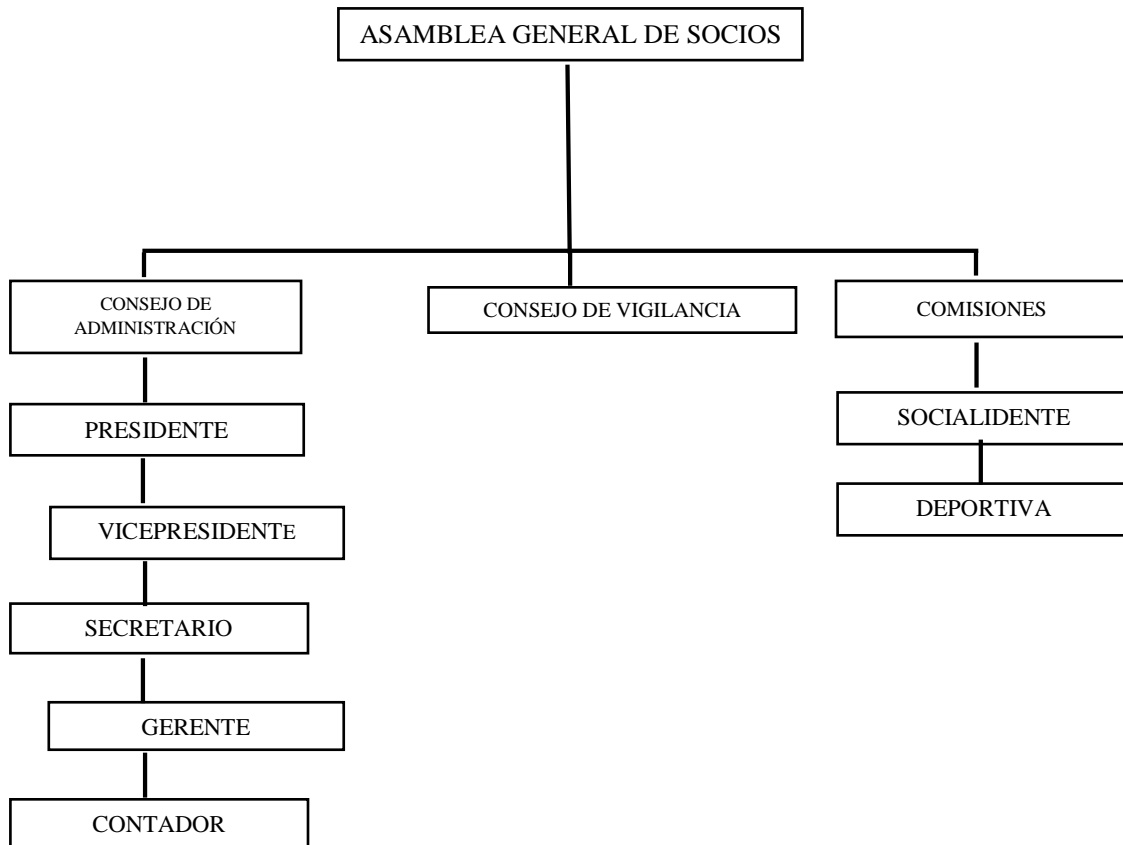 ASAMBLEA GENERAL DE SOCIOS
CONSEJO DE
ADMINISTRACIÓN
CONSEJO DE VIGILANCIA
COMISIONES
PRESIDENTE
SOCIALIDENTE
VICEPRESIDENTE
DEPORTIVA
SECRETARIO
GERENTE
CONTADOR